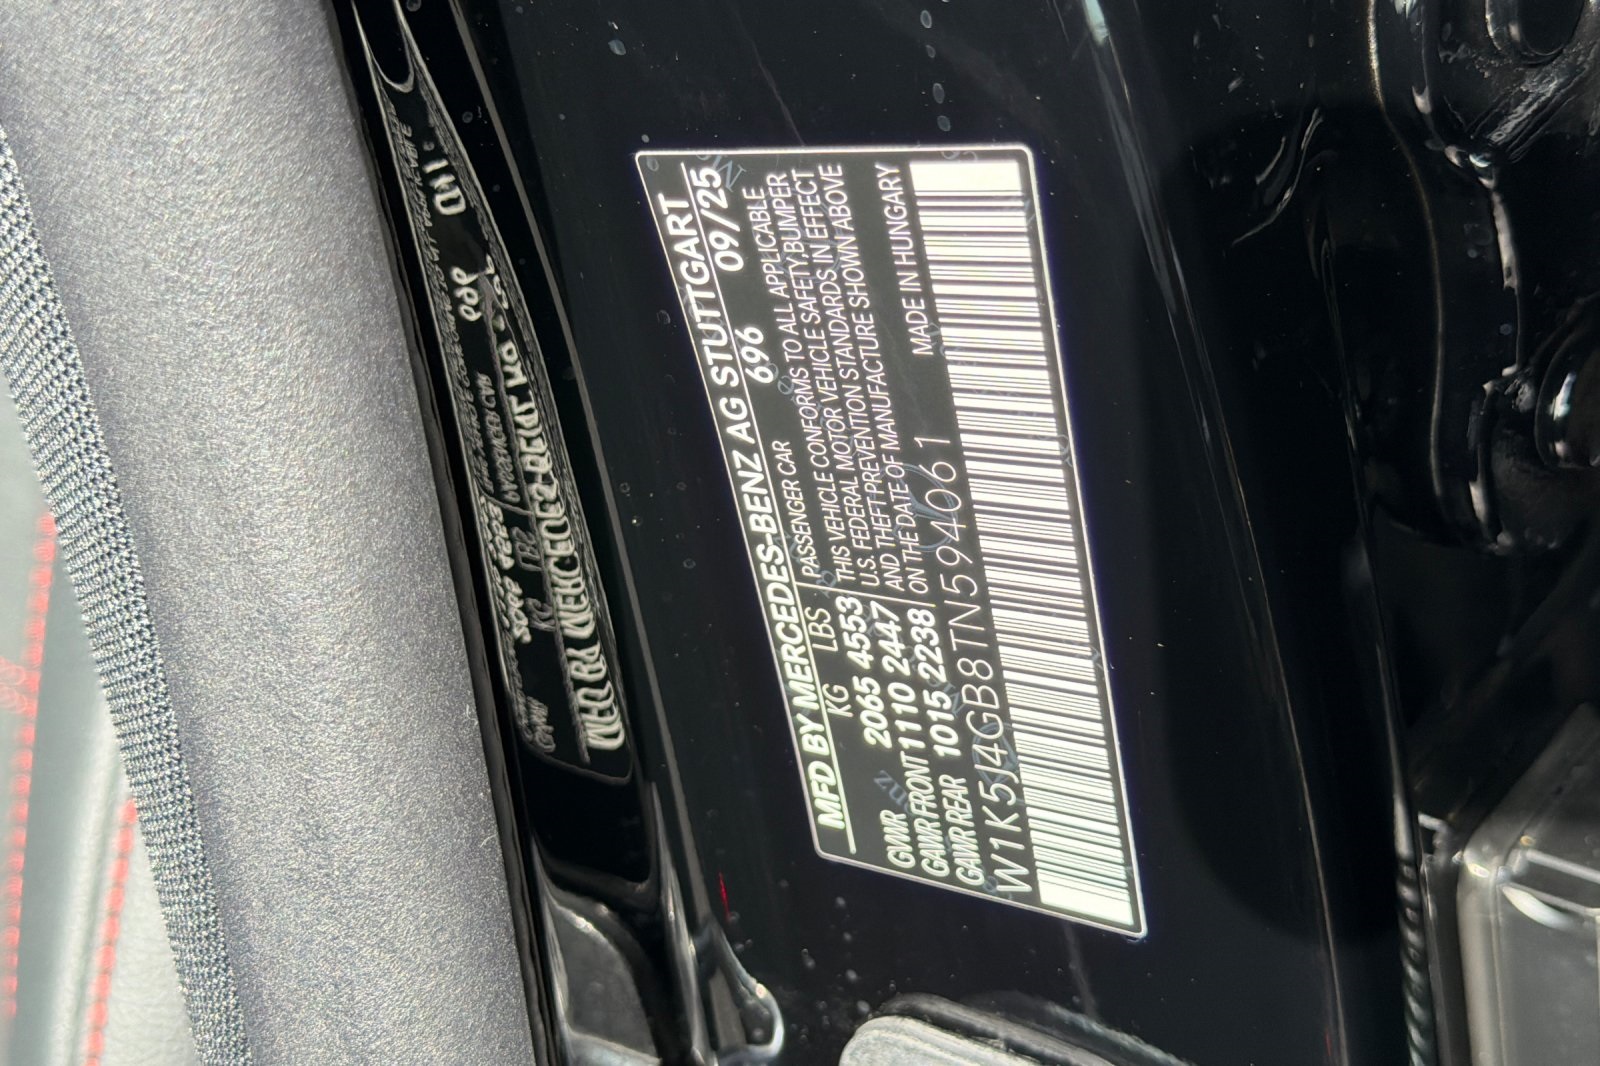 MFD BY MERCEDES-BENZ AG STUTTGART
696 09/25
KG LBS
GVWR 2065 4553
GAWR FRONT 1110 2447
GAWR REAR 1015 2238
PASSENGER CAR
THIS VEHICLE CONFORMS TO ALL APPLICABLE
U.S. FEDERAL MOTOR VEHICLE SAFETY, BUMPER
AND THEFT PREVENTION STANDARDS IN EFFECT
ON THE DATE OF MANUFACTURE SHOWN ABOVE
MADE IN HUNGARY
W1K5J4GB8TN594061